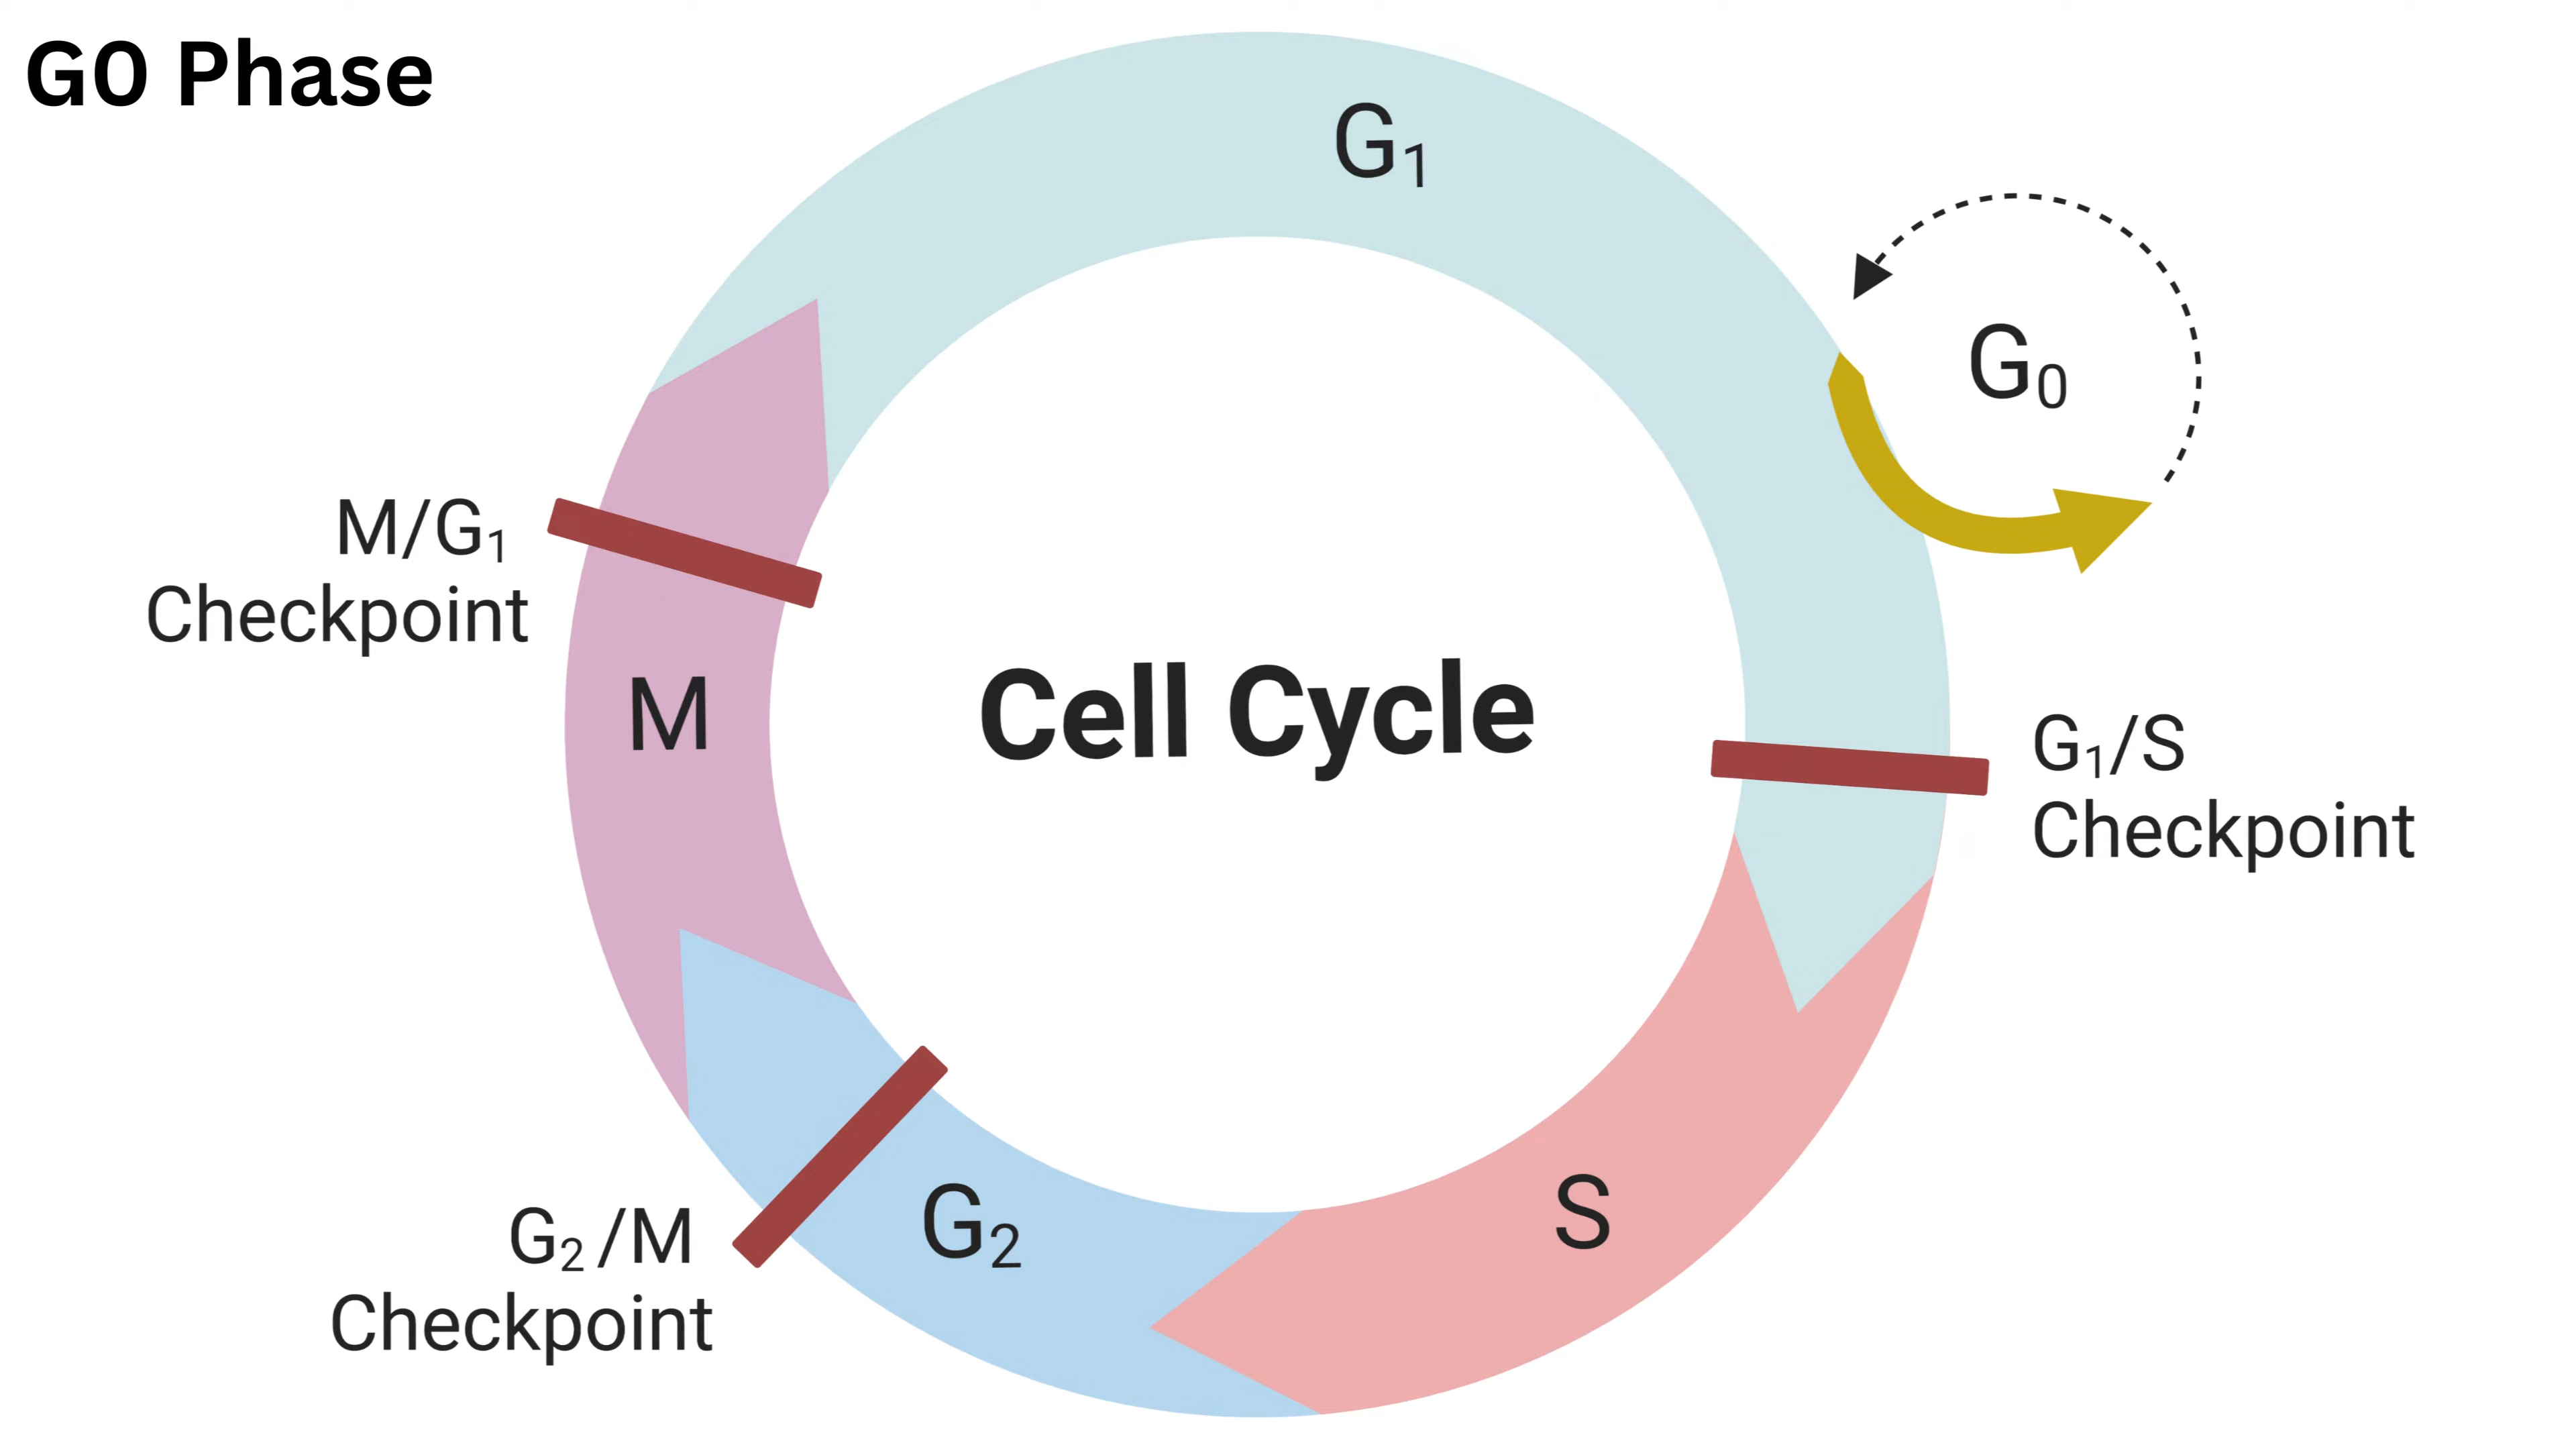 G0 Phase
G₁
G₀
M/G₁
Checkpoint
M
Cell Cycle
G₁/S
Checkpoint
G₂
S
G₂ /M
Checkpoint